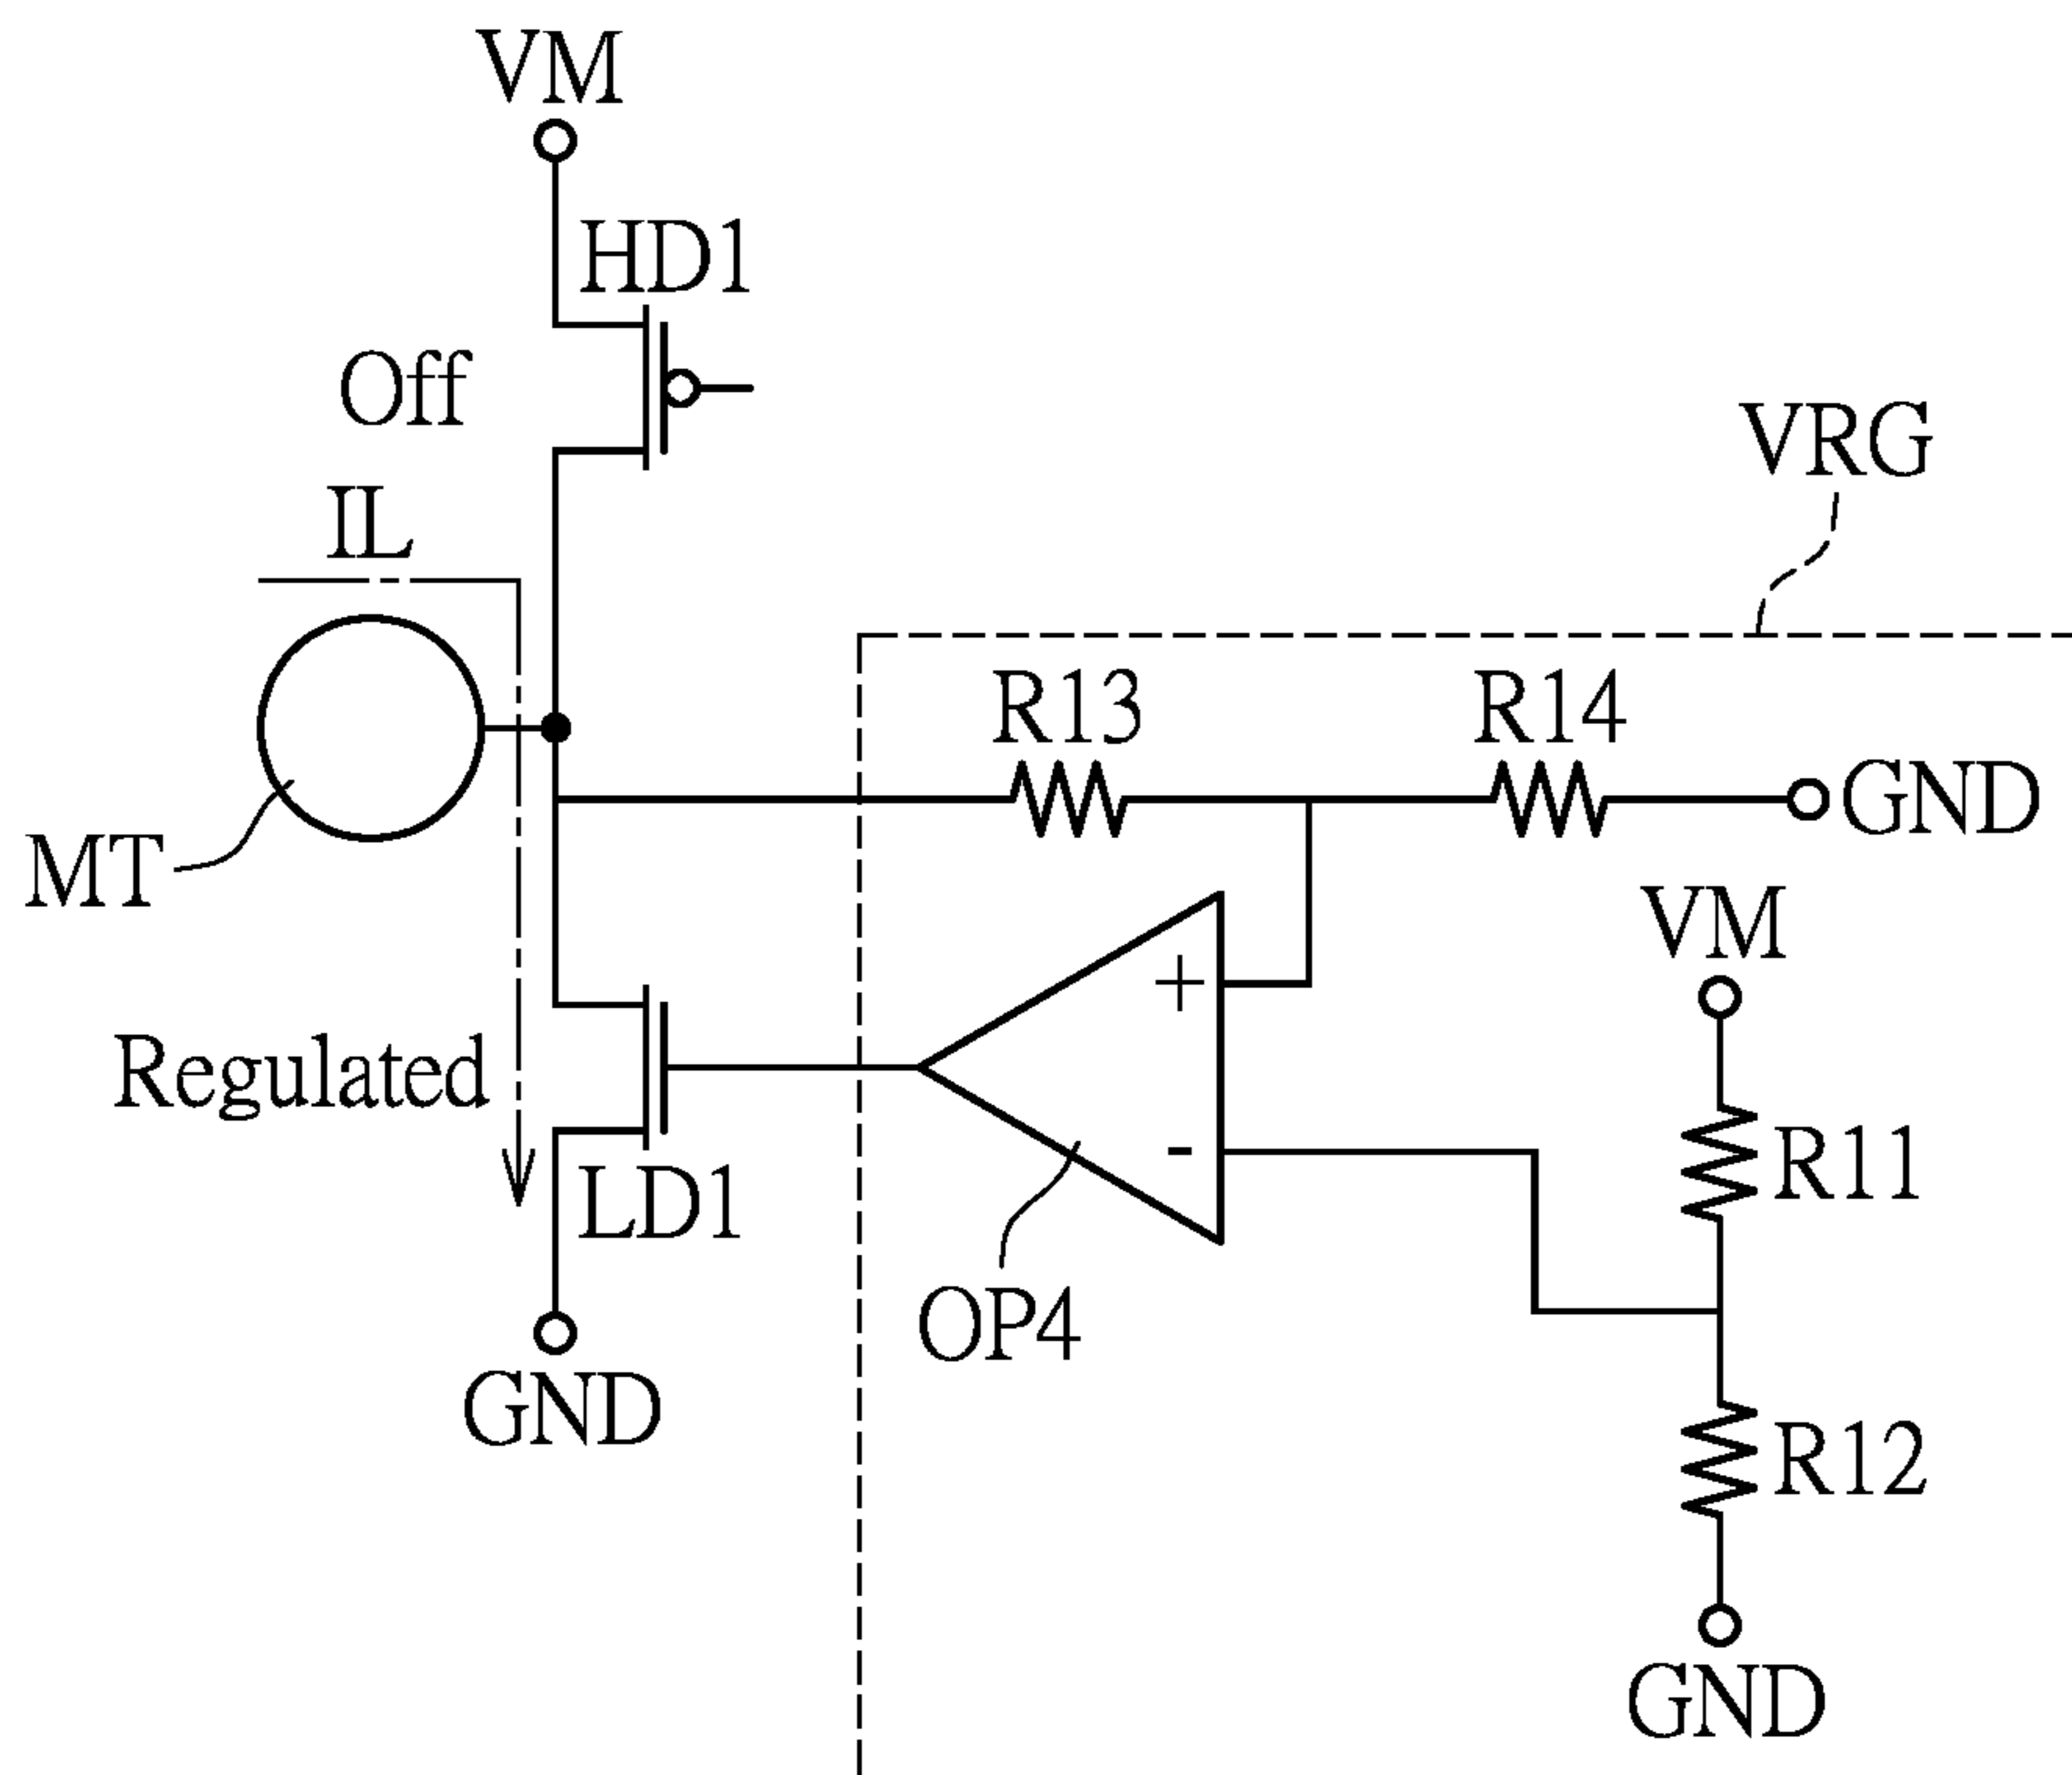 VM
HD1
Off
VRG
IL
R13
R14
GND
MT
VM
+
Regulated
R11
-
LD1
OP4
GND
R12
GND